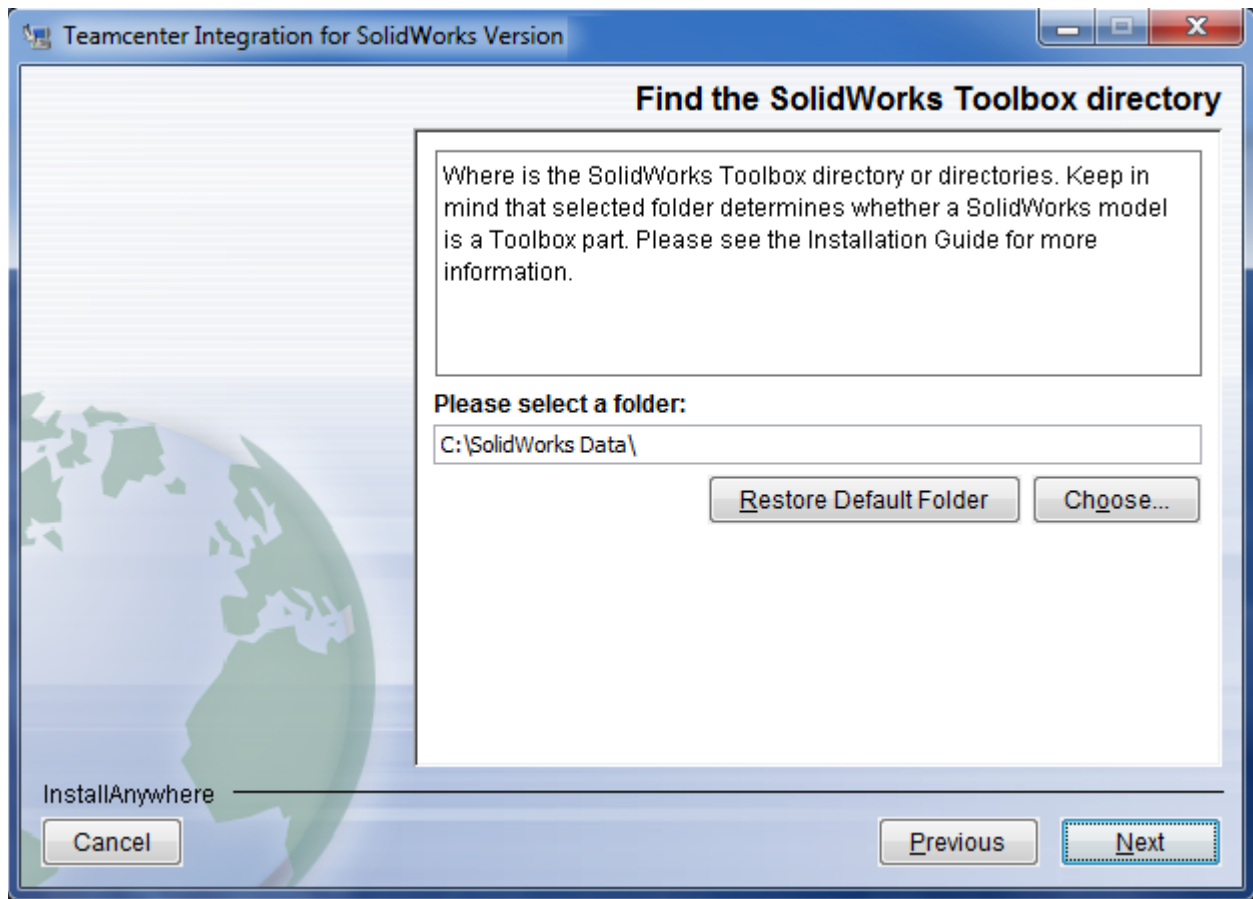 Teamcenter Integration for SolidWorks Version
Find the SolidWorks Toolbox directory
Where is the SolidWorks Toolbox directory or directories. Keep in
mind that selected folder determines whether a SolidWorks model
is a Toolbox part. Please see the Installation Guide for more
information.
Please select a folder:
C:\SolidWorks Data\
Restore Default Folder
Choose...
InstallAnywhere
Cancel
Previous
Next